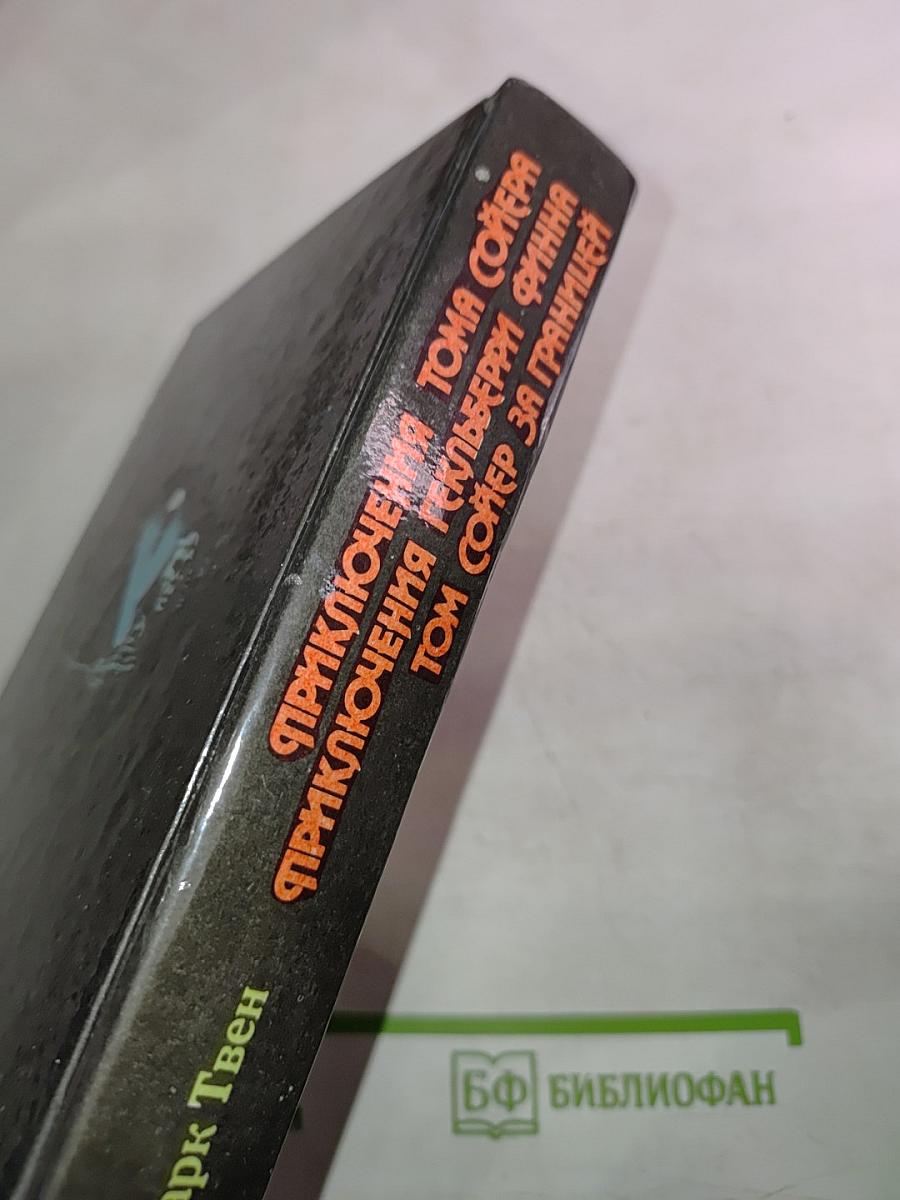 ПРИКЛЮЧЕНИЯ ТОМА СОЙЕРА
ПРИКЛЮЧЕНИЯ ГЕКЛЬБЕРРИ ФИННА
ТОМ СОЙЕР ЗА ГРАНИЦЕЙ
арк Твен
БФ БИБЛИОФАН